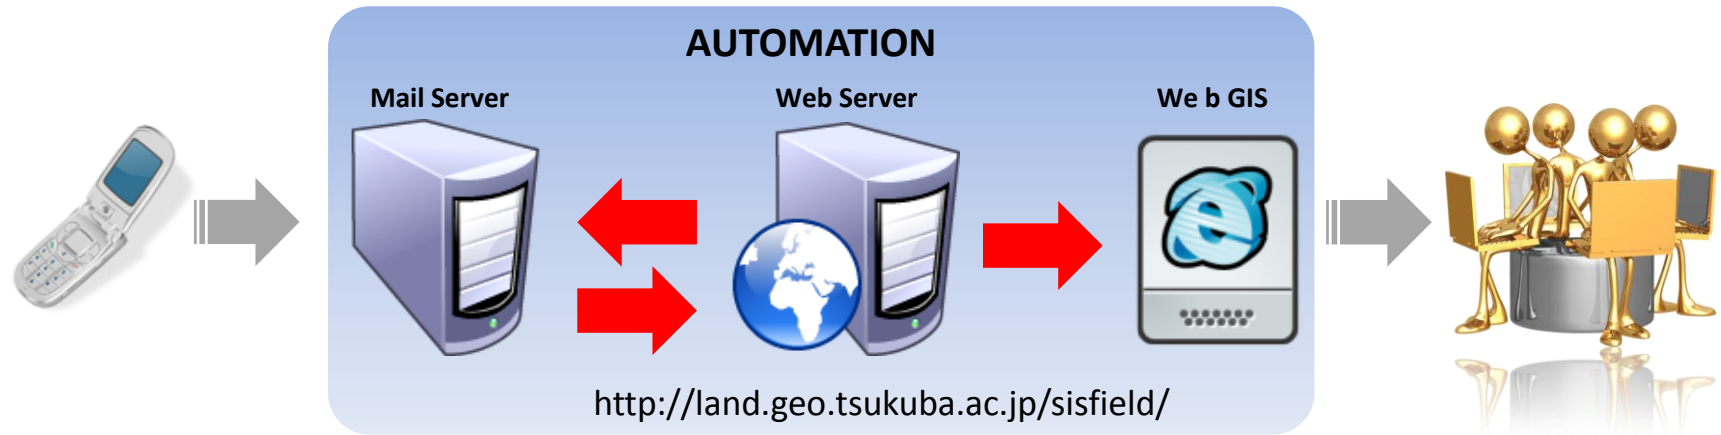 AUTOMATION
Mail Server
Web Server
We b GIS
http://land.geo.tsukuba.ac.jp/sisfield/